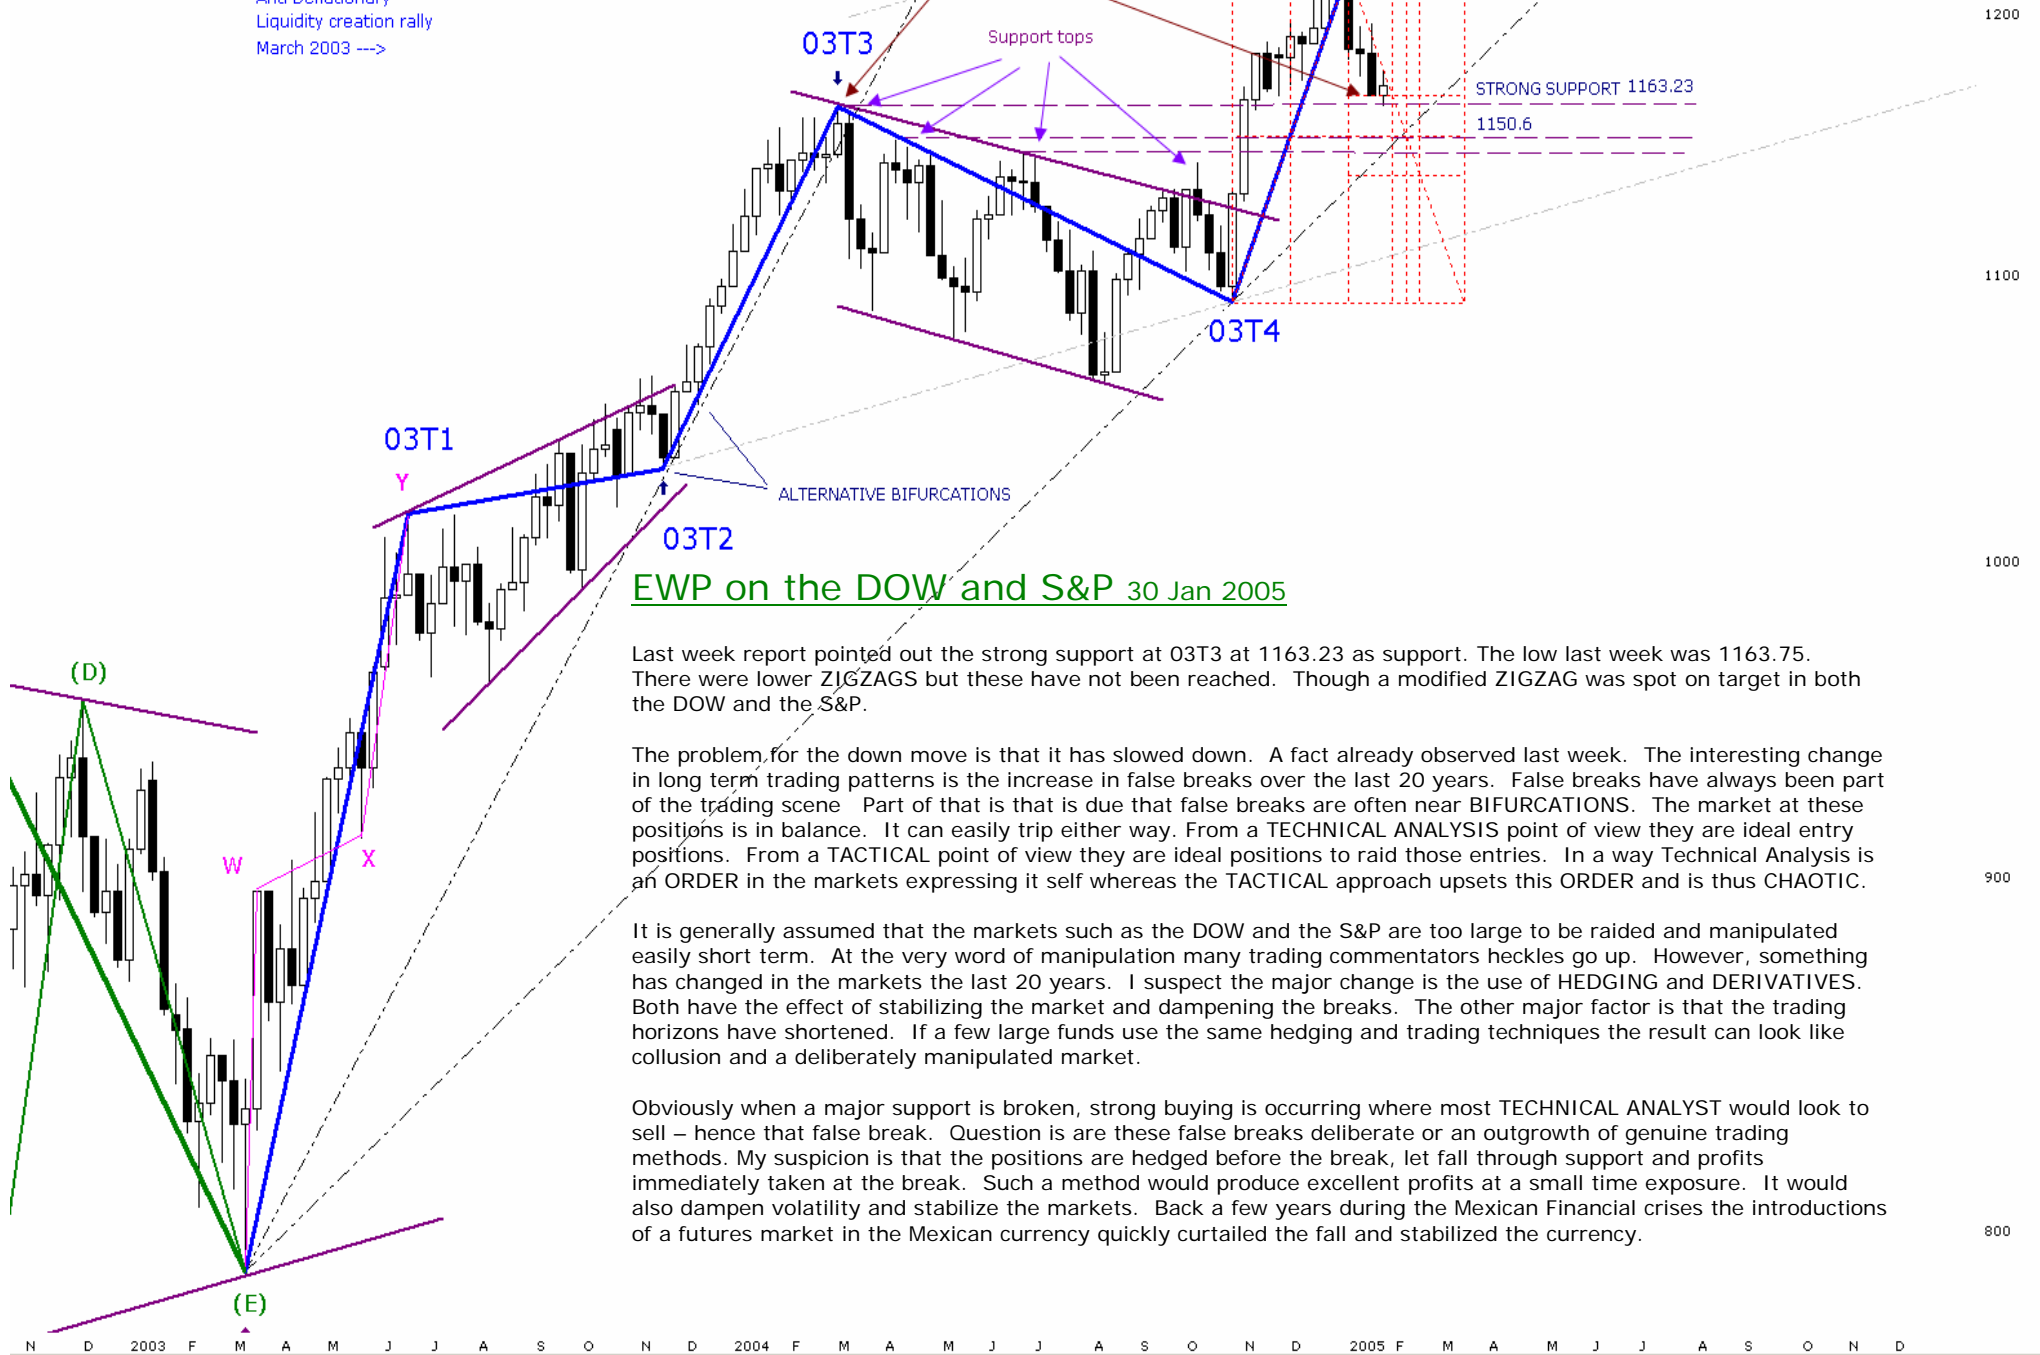 Liquidity creation rally
March 2003 --->
03T3
Support tops
1200
STRONG SUPPORT 1163.23
1150.6
1100
03T4
03T1
Y
ALTERNATIVE BIFURCATIONS
03T2
1000
EWP on the DOW and S&P 30 Jan 2005
Last week report pointed out the strong support at 03T3 at 1163.23 as support. The low last week was 1163.75.
There were lower ZIGZAGS but these have not been reached.  Though a modified ZIGZAG was spot on target in both
the DOW and the S&P.
(D)
The problem for the down move is that it has slowed down.  A fact already observed last week.  The interesting change
in long term trading patterns is the increase in false breaks over the last 20 years.  False breaks have always been part
of the trading scene   Part of that is that is due that false breaks are often near BIFURCATIONS.  The market at these
positions is in balance.  It can easily trip either way. From a TECHNICAL ANALYSIS point of view they are ideal entry
positions.  From a TACTICAL point of view they are ideal positions to raid those entries.  In a way Technical Analysis is
an ORDER in the markets expressing it self whereas the TACTICAL approach upsets this ORDER and is thus CHAOTIC.
W
X
900
It is generally assumed that the markets such as the DOW and the S&P are too large to be raided and manipulated
easily short term.  At the very word of manipulation many trading commentators heckles go up.  However, something
has changed in the markets the last 20 years.  I suspect the major change is the use of HEDGING and DERIVATIVES.
Both have the effect of stabilizing the market and dampening the breaks.  The other major factor is that the trading
horizons have shortened.  If a few large funds use the same hedging and trading techniques the result can look like
collusion and a deliberately manipulated market.
Obviously when a major support is broken, strong buying is occurring where most TECHNICAL ANALYST would look to
sell – hence that false break.  Question is are these false breaks deliberate or an outgrowth of genuine trading
methods. My suspicion is that the positions are hedged before the break, let fall through support and profits
immediately taken at the break.  Such a method would produce excellent profits at a small time exposure.  It would
also dampen volatility and stabilize the markets.  Back a few years during the Mexican Financial crises the introductions
of a futures market in the Mexican currency quickly curtailed the fall and stabilized the currency.
800
(E)
N D 2003 F M A M J J A S O N D 2004 F M A M J J A S O N D 2005 F M A M J J A S O N D